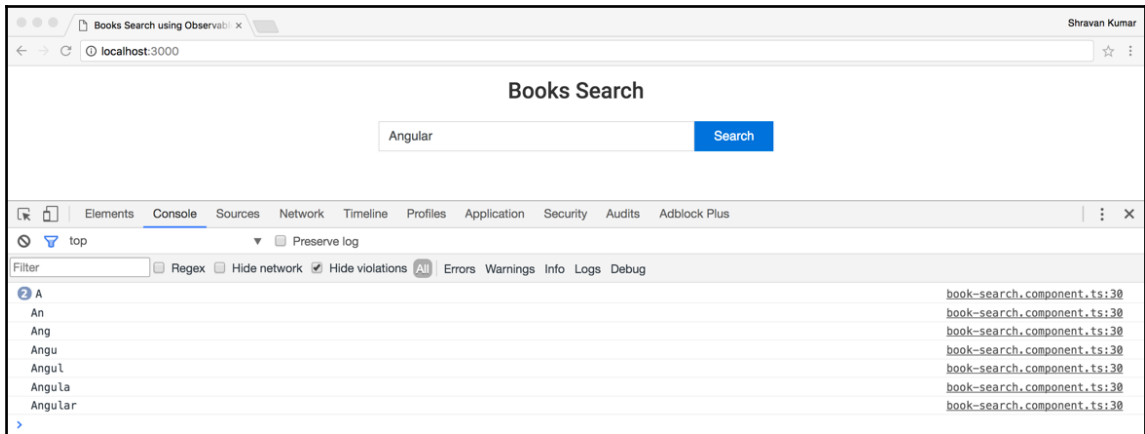 Books Search using Observabl ×
Shravan Kumar
localhost:3000
Books Search
Angular Search
Elements Console Sources Network Timeline Profiles Application Security Audits Adblock Plus
top Preserve log
Filter Regex Hide network Hide violations All Errors Warnings Info Logs Debug
2 A book-search.component.ts:30
An book-search.component.ts:30
Ang book-search.component.ts:30
Angu book-search.component.ts:30
Angul book-search.component.ts:30
Angula book-search.component.ts:30
Angular book-search.component.ts:30
>